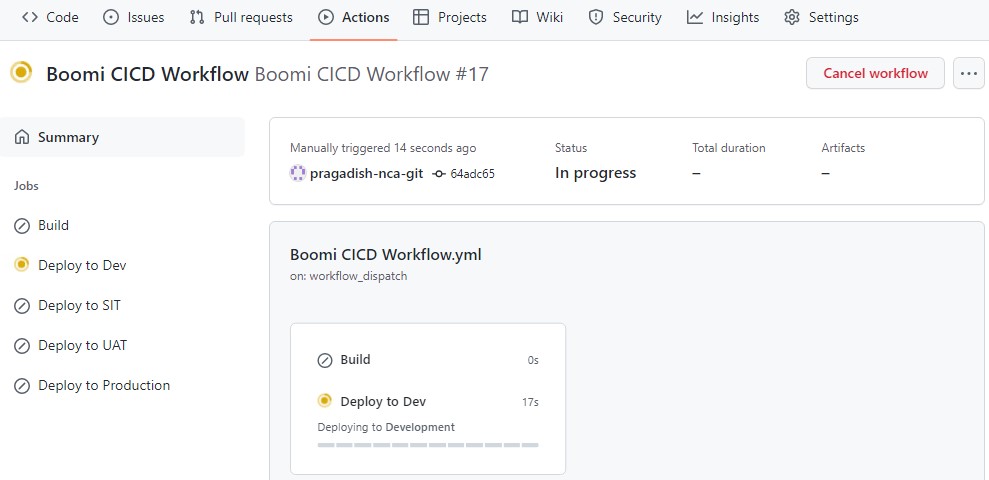 Code Issues Pull requests Actions Projects Wiki Security Insights Settings
Boomi CICD Workflow Boomi CICD Workflow #17
Cancel workflow
Summary
Jobs
Build
Deploy to Dev
Deploy to SIT
Deploy to UAT
Deploy to Production
Manually triggered 14 seconds ago
pragadish-nca-git 64adc65
Status
In progress
Total duration
–
Artifacts
–
Boomi CICD Workflow.yml
on: workflow_dispatch
Build 0s
Deploy to Dev 17s
Deploying to Development